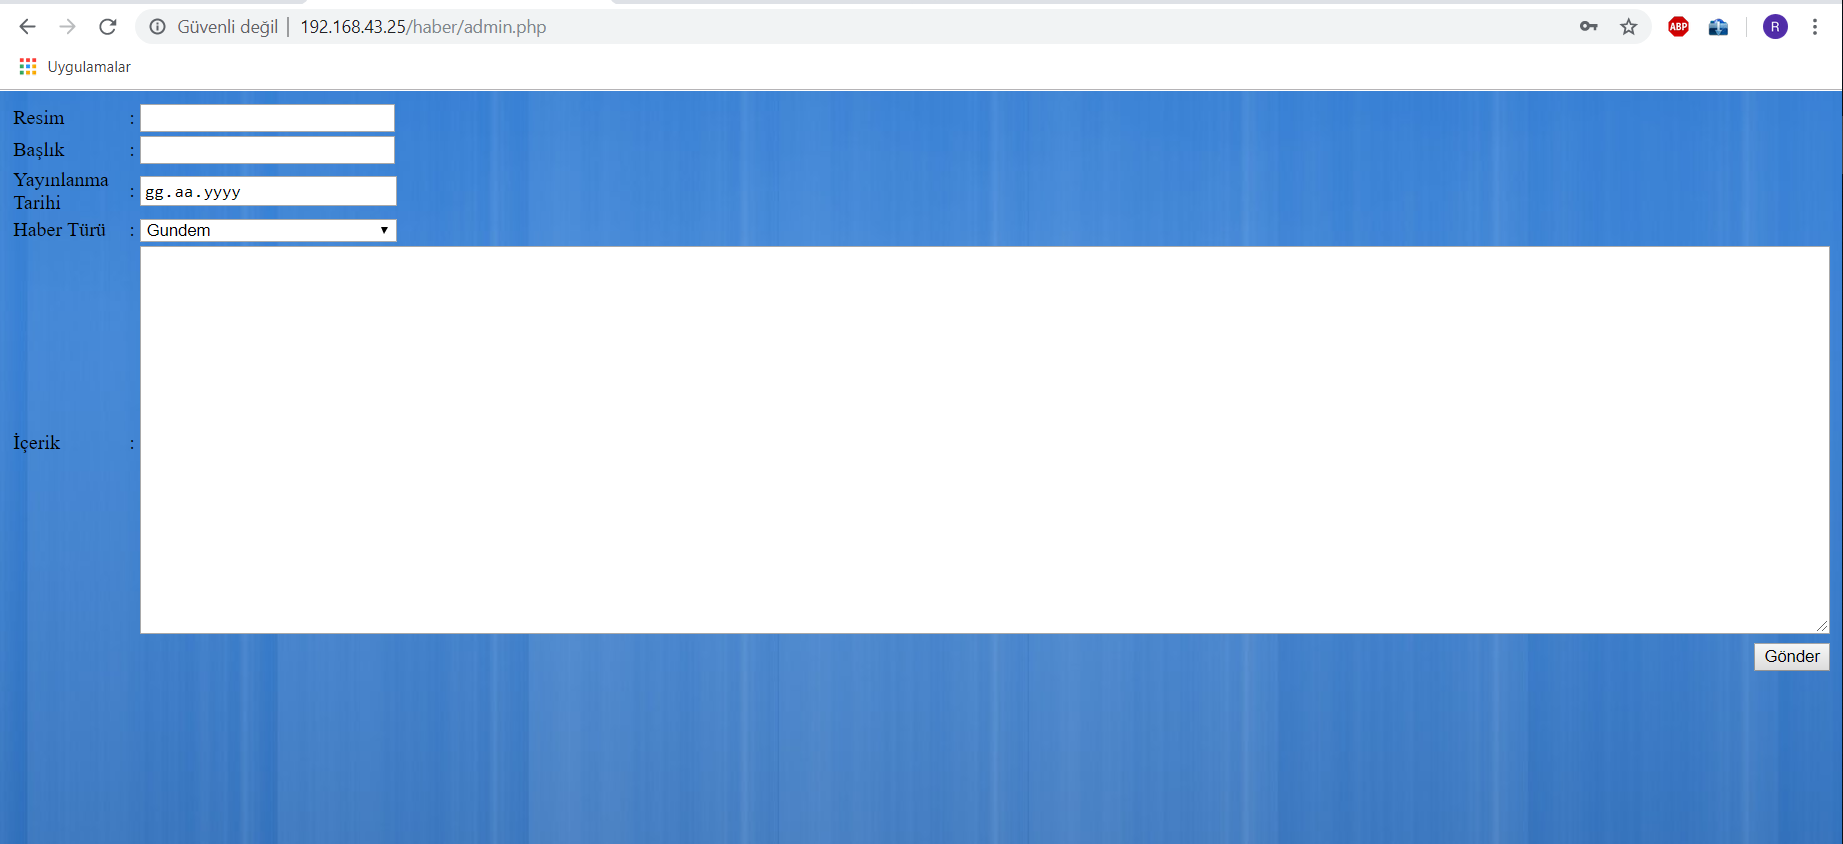 Güvenli değil | 192.168.43.25/haber/admin.php
ABP
R
Uygulamalar
Resim :
Başlık :
Yayınlanma Tarihi : gg.aa.yyyy
Haber Türü : Gundem
İçerik :
Gönder